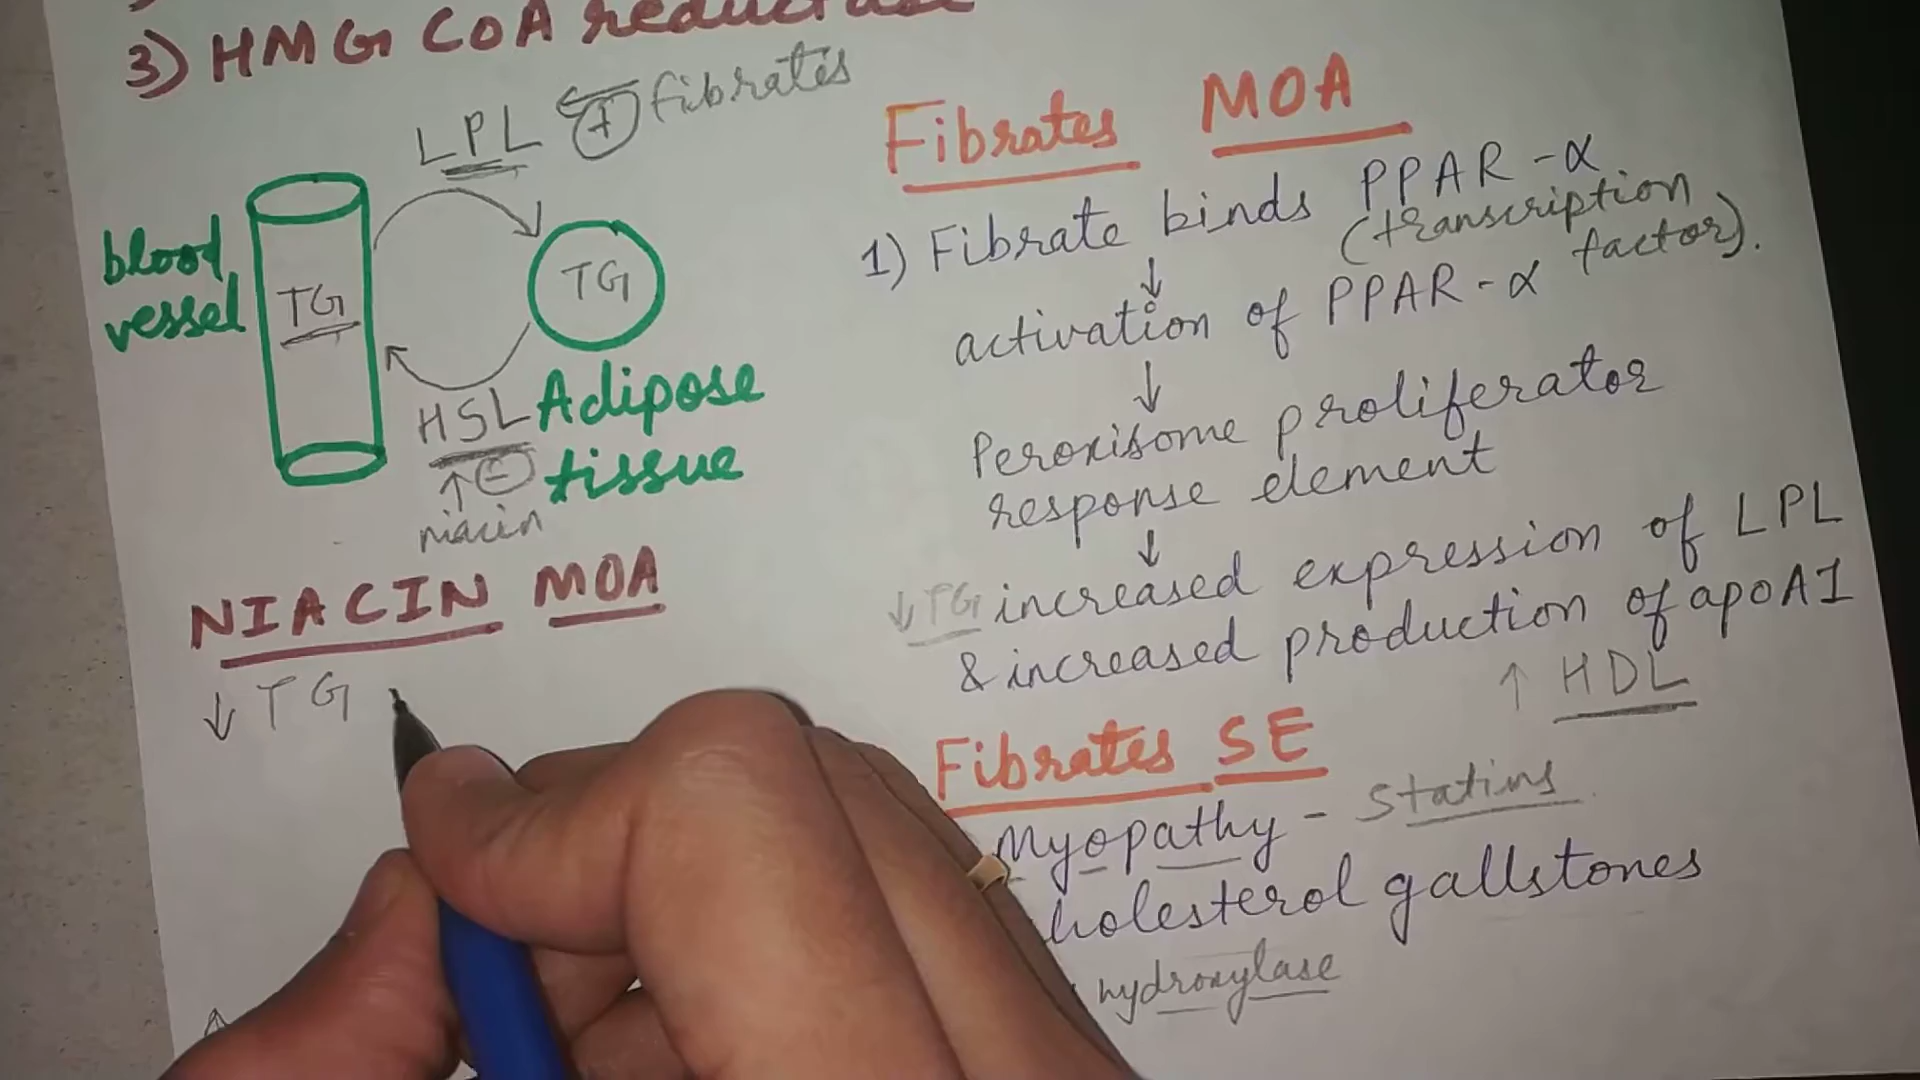 3) HMG COA reductase
LPL ← + fibrates
blood
vessel
TG
TG
HSL
Adipose
tissue
↑ -
niacin
NIACIN MOA
↓ TG
Fibrates MOA
1) Fibrate binds PPAR-α
(transcription
factor).
↓
activation of PPAR-α
↓
Peroxisome proliferator
response element
↓
↓TG increased expression of LPL
& increased production of apoA1
↑ HDL
Fibrates SE
Myopathy - Statins
holesterol gallstones
hydroxylase